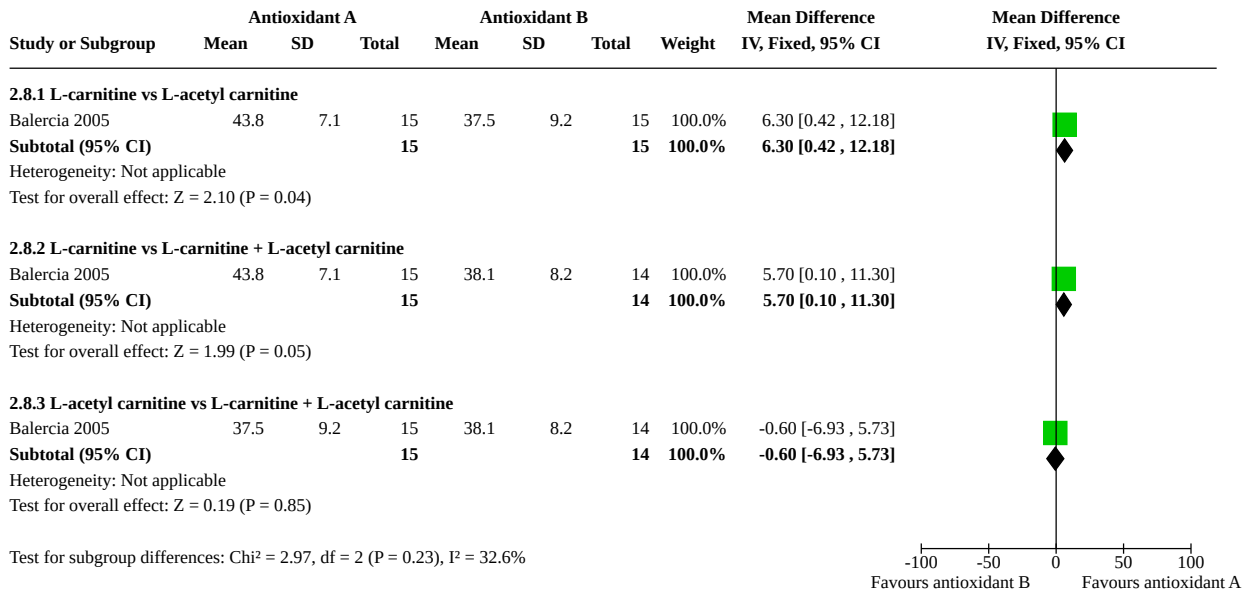 Antioxidant A Antioxidant B Mean Difference Mean Difference
Study or Subgroup Mean SD Total Mean SD Total Weight IV, Fixed, 95% CI IV, Fixed, 95% CI
2.8.1 L-carnitine vs L-acetyl carnitine
Balercia 2005 43.8 7.1 15 37.5 9.2 15 100.0% 6.30 [0.42 , 12.18]
Subtotal (95% CI) 15 15 100.0% 6.30 [0.42 , 12.18]
Heterogeneity: Not applicable
Test for overall effect: Z = 2.10 (P = 0.04)
2.8.2 L-carnitine vs L-carnitine + L-acetyl carnitine
Balercia 2005 43.8 7.1 15 38.1 8.2 14 100.0% 5.70 [0.10 , 11.30]
Subtotal (95% CI) 15 14 100.0% 5.70 [0.10 , 11.30]
Heterogeneity: Not applicable
Test for overall effect: Z = 1.99 (P = 0.05)
2.8.3 L-acetyl carnitine vs L-carnitine + L-acetyl carnitine
Balercia 2005 37.5 9.2 15 38.1 8.2 14 100.0% -0.60 [-6.93 , 5.73]
Subtotal (95% CI) 15 14 100.0% -0.60 [-6.93 , 5.73]
Heterogeneity: Not applicable
Test for overall effect: Z = 0.19 (P = 0.85)
Test for subgroup differences: Chi² = 2.97, df = 2 (P = 0.23), I² = 32.6%
-100 -50 0 50 100
Favours antioxidant B Favours antioxidant A